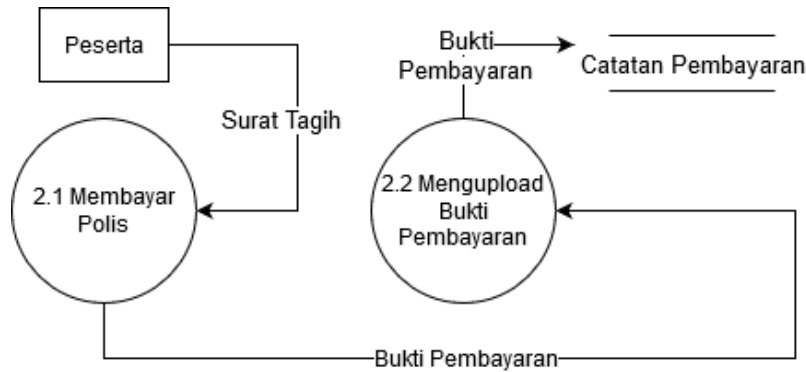 Peserta
Surat Tagih
2.1 Membayar
Polis
Bukti
Pembayaran
Catatan Pembayaran
2.2 Mengupload
Bukti
Pembayaran
Bukti Pembayaran